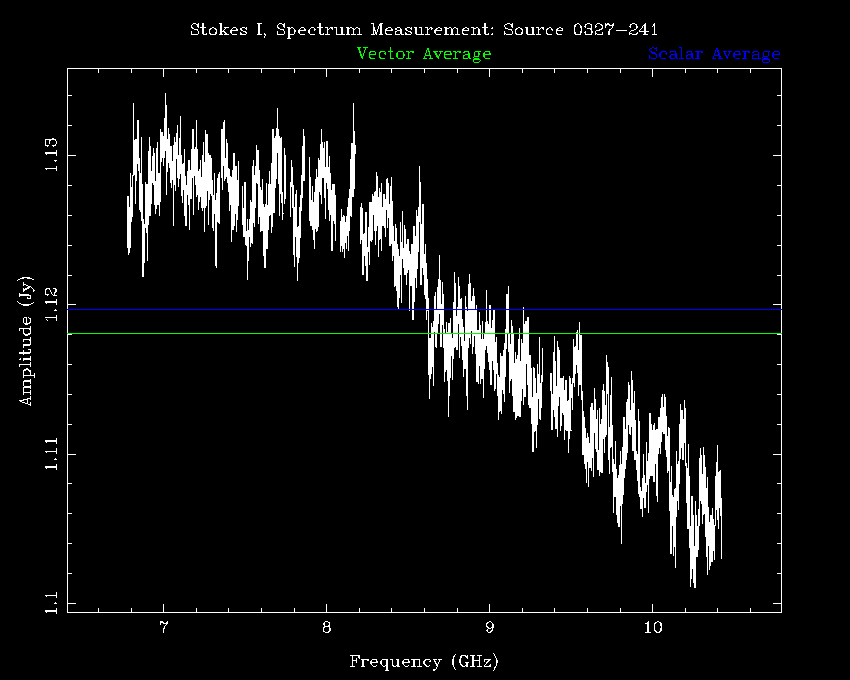 Stokes I, Spectrum Measurement: Source 0327-241
Vector Average
Scalar Average
1.13
1.12
1.11
1.1
Amplitude (Jy)
7
8
9
10
Frequency (GHz)